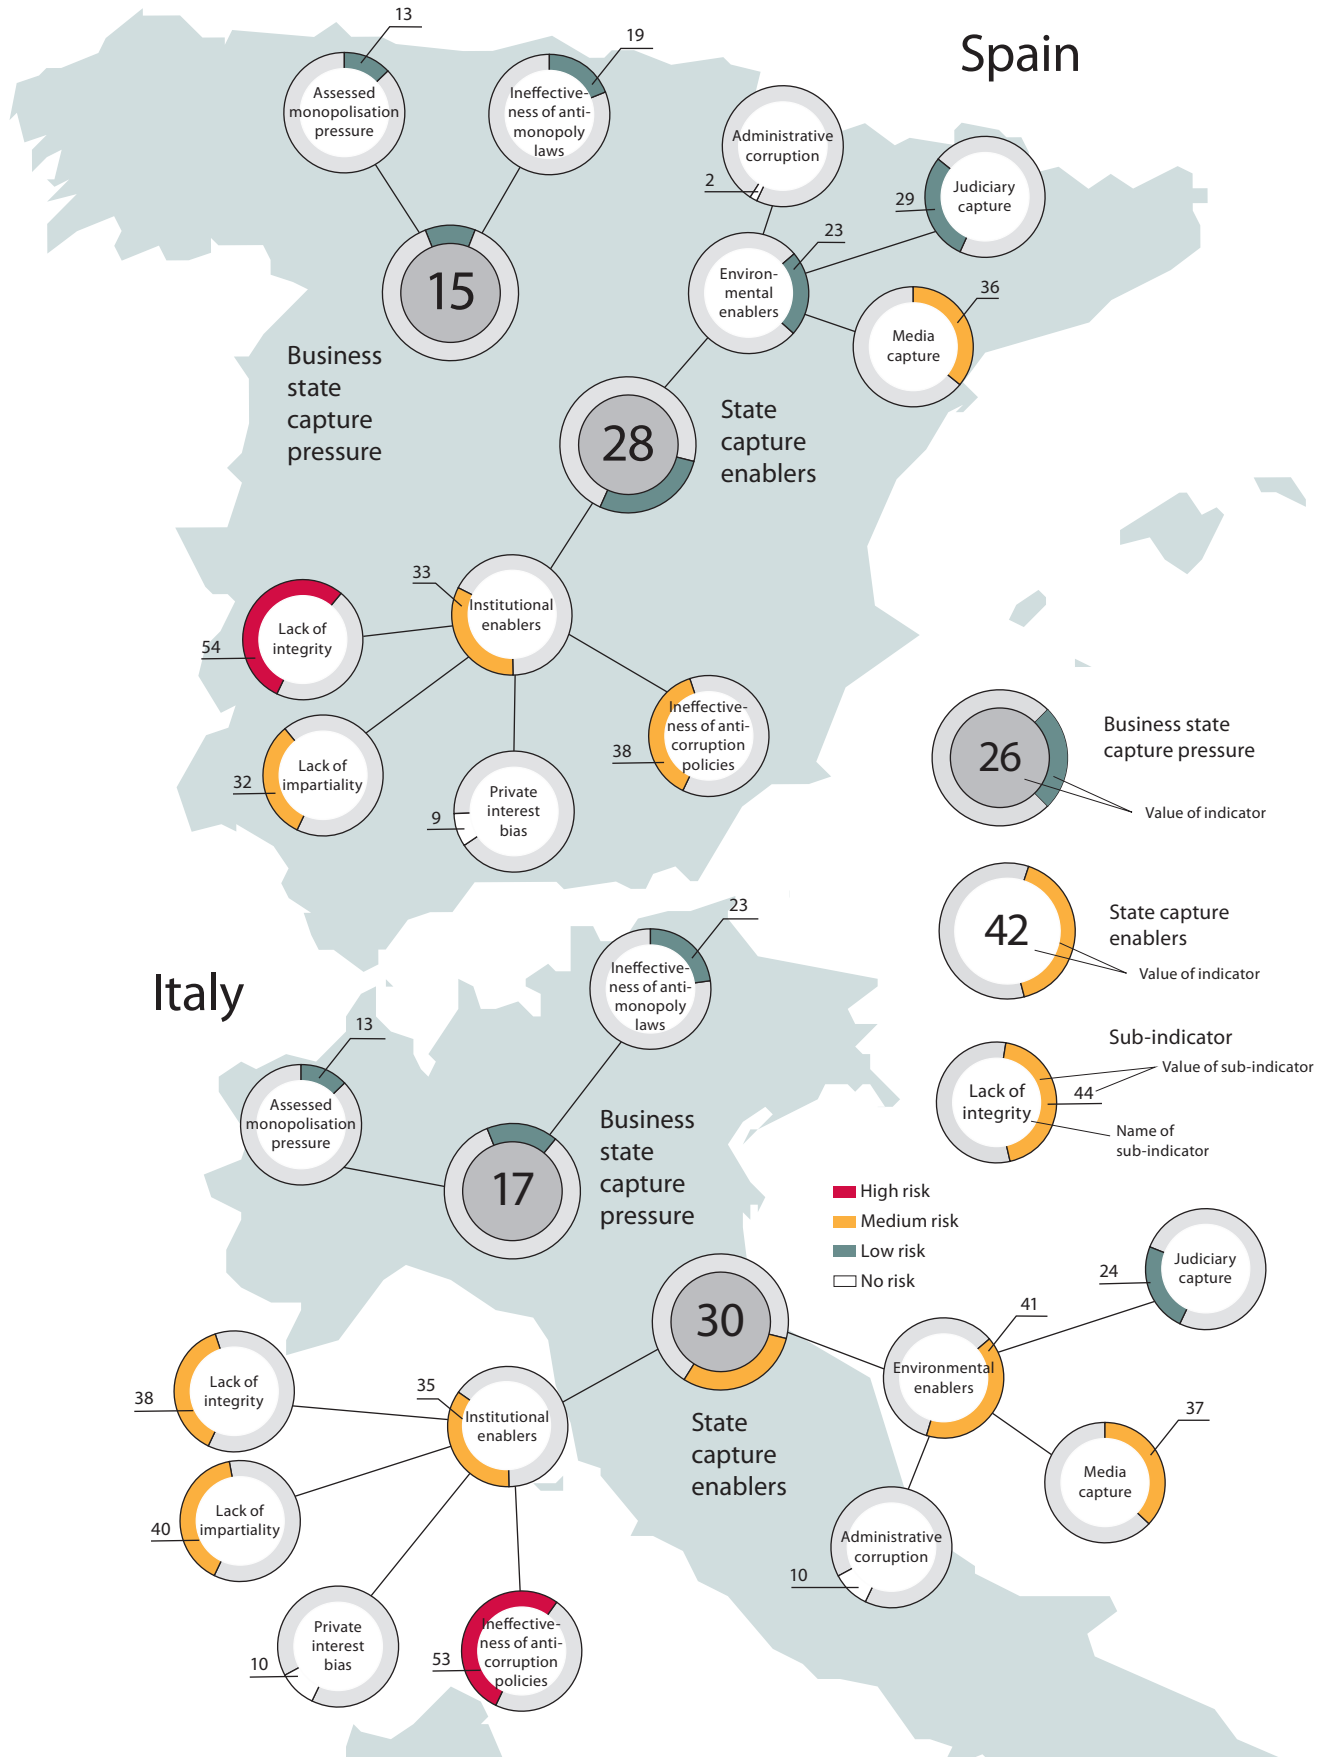 Spain
13
Assessed
monopolisation
pressure
19
Ineffective-
ness of anti-
monopoly
laws
15
Business
state
capture
pressure
Administrative
corruption
2
Judiciary
capture
29
23
Environ-
mental
enablers
36
Media
capture
28
State
capture
enablers
33
Institutional
enablers
Lack of
integrity
54
Lack of
impartiality
32
Private
interest
bias
9
Ineffective-
ness of anti-
corruption
policies
38
26
Business state
capture pressure
Value of indicator
42
State capture
enablers
Value of indicator
Sub-indicator
Value of sub-indicator
Lack of
integrity
44
Name of
sub-indicator
High risk
Medium risk
Low risk
No risk
Italy
23
Ineffective-
ness of anti-
monopoly
laws
13
Assessed
monopolisation
pressure
17
Business
state
capture
pressure
30
State
capture
enablers
Judiciary
capture
24
41
Environmental
enablers
37
Media
capture
Administrative
corruption
10
35
Institutional
enablers
Lack of
integrity
38
Lack of
impartiality
40
Private
interest
bias
10
Ineffective-
ness of anti-
corruption
policies
53